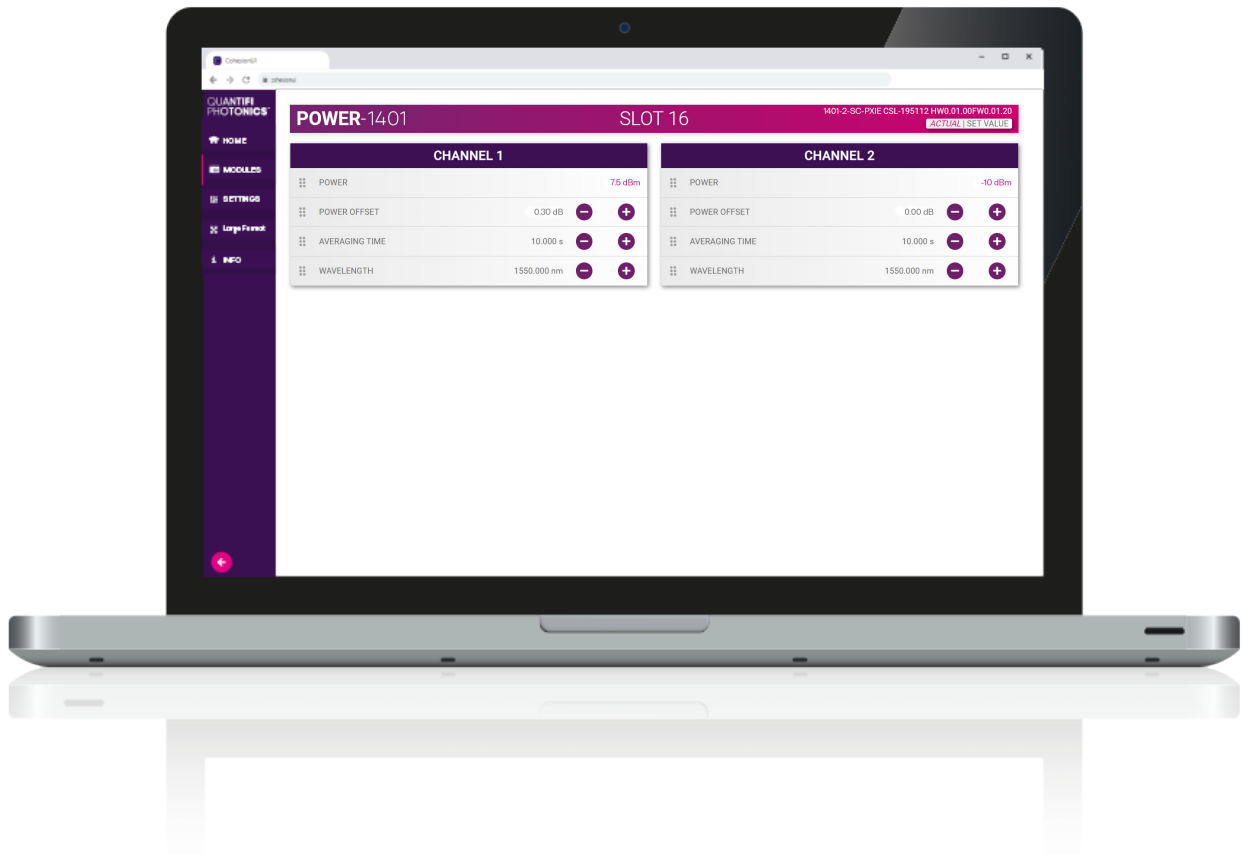 CohesionUI
cohesionui
QUANTIFI
PHOTONICS™
HOME
MODULES
SETTINGS
Large Format
INFO
POWER-1401
SLOT 16
1401-2-SC-PXIE CSL-195112 HW0.01.00FW0.01.20
ACTUAL | SET VALUE
CHANNEL 1
POWER 7.5 dBm
POWER OFFSET 0.30 dB
AVERAGING TIME 10.000 s
WAVELENGTH 1550.000 nm
CHANNEL 2
POWER -10 dBm
POWER OFFSET 0.00 dB
AVERAGING TIME 10.000 s
WAVELENGTH 1550.000 nm